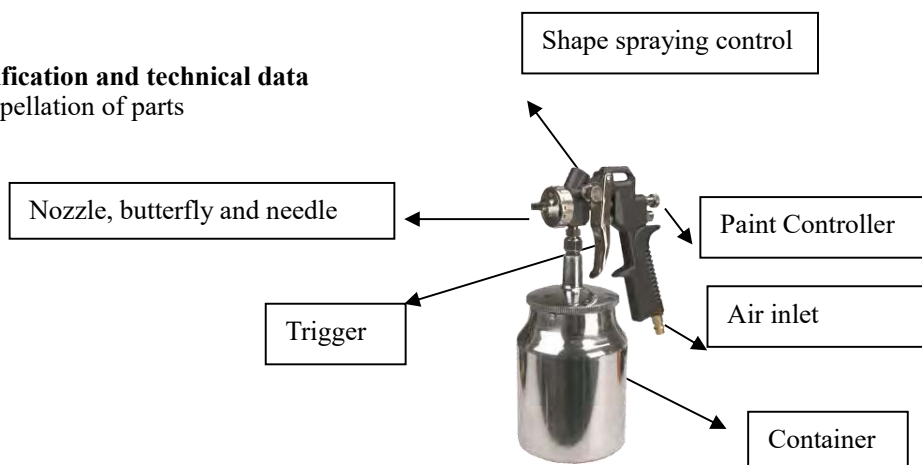 Shape spraying control
ification and technical data
pellation of parts
Nozzle, butterfly and needle
Paint Controller
Air inlet
Trigger
Container